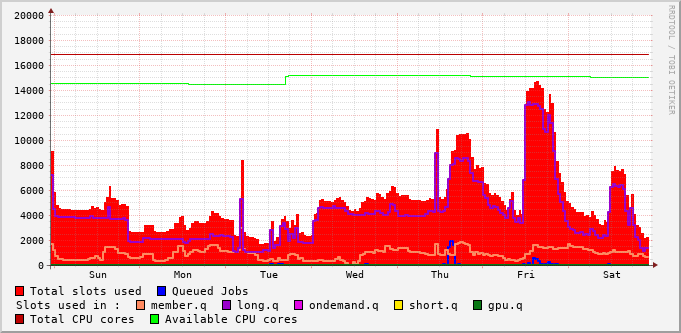 20000
18000
16000
14000
12000
10000
8000
6000
4000
2000
0
Sun Mon Tue Wed Thu Fri Sat
RRDTOOL / TOBI OETIKER
Total slots used Queued Jobs
Slots used in : member.q long.q ondemand.q short.q gpu.q
Total CPU cores Available CPU cores